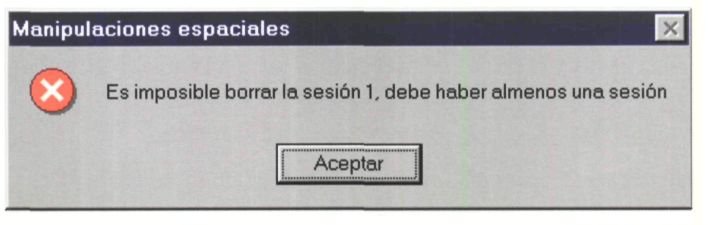 Manipulaciones espaciales
Es imposible borrar la sesión 1, debe haber almenos una sesión
Aceptar